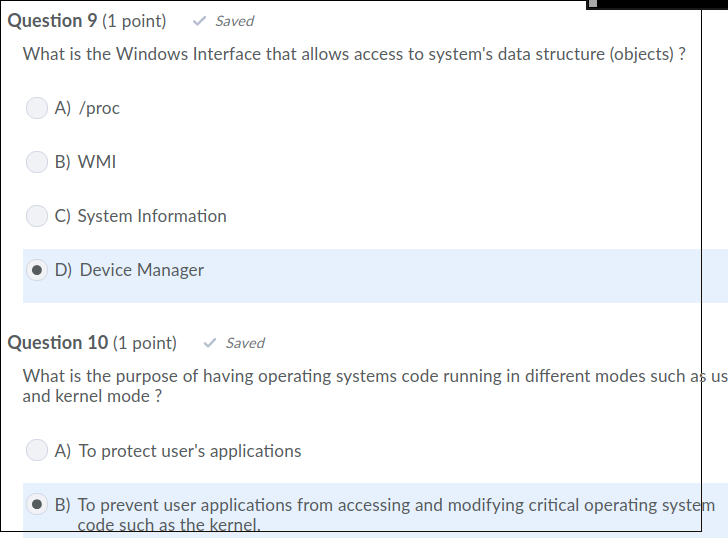 Question 9 (1 point) Saved
What is the Windows Interface that allows access to system's data structure (objects) ?
A) /proc
B) WMI
C) System Information
D) Device Manager
Question 10 (1 point) Saved
What is the purpose of having operating systems code running in different modes such as us
and kernel mode ?
A) To protect user's applications
B) To prevent user applications from accessing and modifying critical operating system
code such as the kernel.